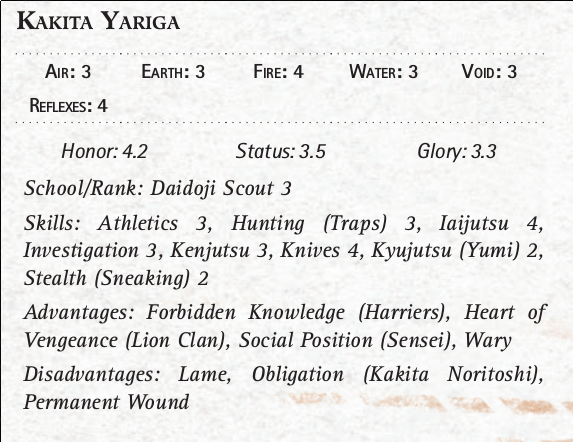 KAKITA YARIGA
AIR: 3 EARTH: 3 FIRE: 4 WATER: 3 VOID: 3
REFLEXES: 4
Honor: 4.2 Status: 3.5 Glory: 3.3
School/Rank: Daidoji Scout 3
Skills: Athletics 3, Hunting (Traps) 3, Iaijutsu 4,
Investigation 3, Kenjutsu 3, Knives 4, Kyujutsu (Yumi) 2,
Stealth (Sneaking) 2
Advantages: Forbidden Knowledge (Harriers), Heart of
Vengeance (Lion Clan), Social Position (Sensei), Wary
Disadvantages: Lame, Obligation (Kakita Noritoshi),
Permanent Wound